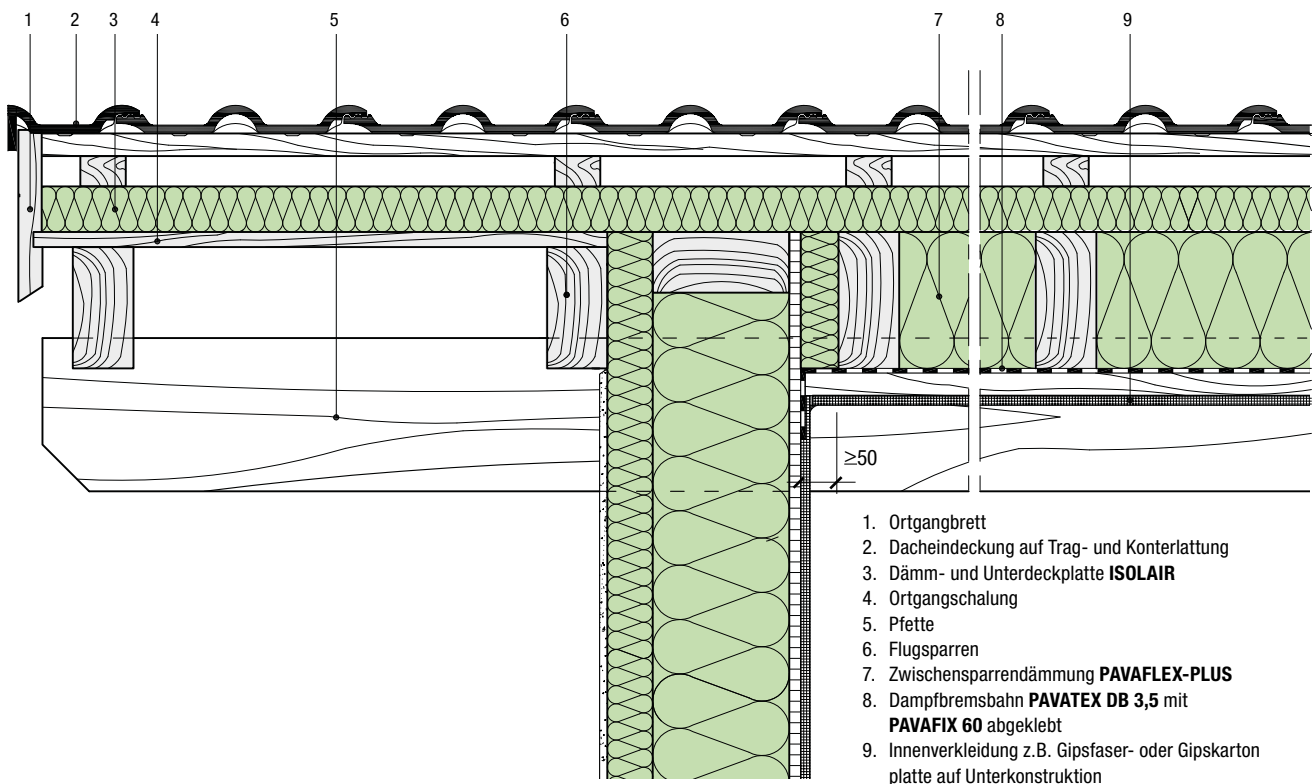 1 2 3 4 5 6 7 8 9
≥50
1. Ortgangbrett
2. Dacheindeckung auf Trag- und Konterlattung
3. Dämm- und Unterdeckplatte ISOLAIR
4. Ortgangschalung
5. Pfette
6. Flugsparren
7. Zwischensparrendämmung PAVAFLEX-PLUS
8. Dampfbremsbahn PAVATEX DB 3,5 mit
PAVAFIX 60 abgeklebt
9. Innenverkleidung z.B. Gipsfaser- oder Gipskarton
platte auf Unterkonstruktion